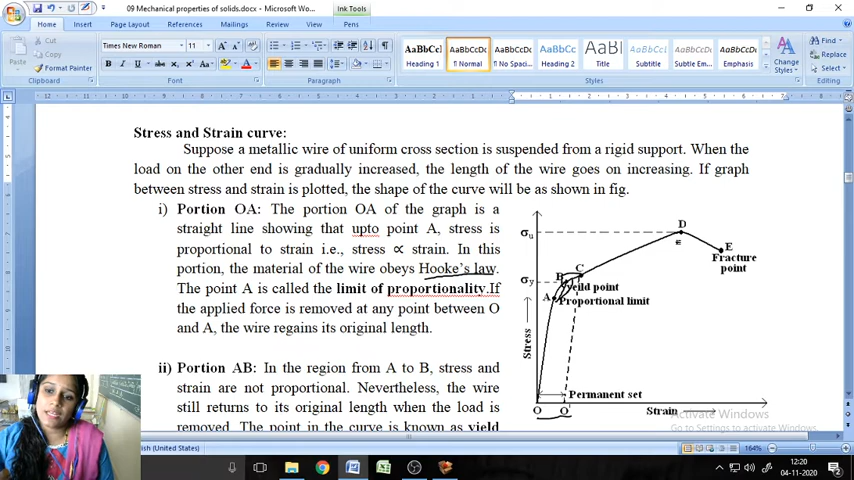 09 Mechanical properties of solids.docx - Microsoft Word
Ink Tools
Home Insert Page Layout References Mailings Review View Pens
Cut
Copy
Paste
Format Painter
Clipboard
Times New Roman 11
Font
Paragraph
AaBbCc AaBbCcDc AaBbCcDc AaBbCc AaBl AaBbCcl AaBbCcDc
Heading 1 ¶ Normal ¶ No Spaci... Heading 2 Title Subtitle Subtle Em... Emphasis
Styles
Change Styles
Find
Replace
Select
Editing
Stress and Strain curve:
Suppose a metallic wire of uniform cross section is suspended from a rigid support. When the
load on the other end is gradually increased, the length of the wire goes on increasing. If graph
between stress and strain is plotted, the shape of the curve will be as shown in fig.
i) Portion OA: The portion OA of the graph is a
straight line showing that upto point A, stress is
proportional to strain i.e., stress ∝ strain. In this
portion, the material of the wire obeys Hooke's law.
The point A is called the limit of proportionality.If
the applied force is removed at any point between O
and A, the wire regains its original length.
ii) Portion AB: In the region from A to B, stress and
strain are not proportional. Nevertheless, the wire
still returns to its original length when the load is
removed. The point in the curve is known as yield
σu
D
E
Fracture
point
C
B
σy
Yeild point
A
Proportional limit
Stress
Permanent set
O O'
Strain
Activate Windows
Go to Settings to activate Windows.
English (United States)
164%
12:20
04-11-2020